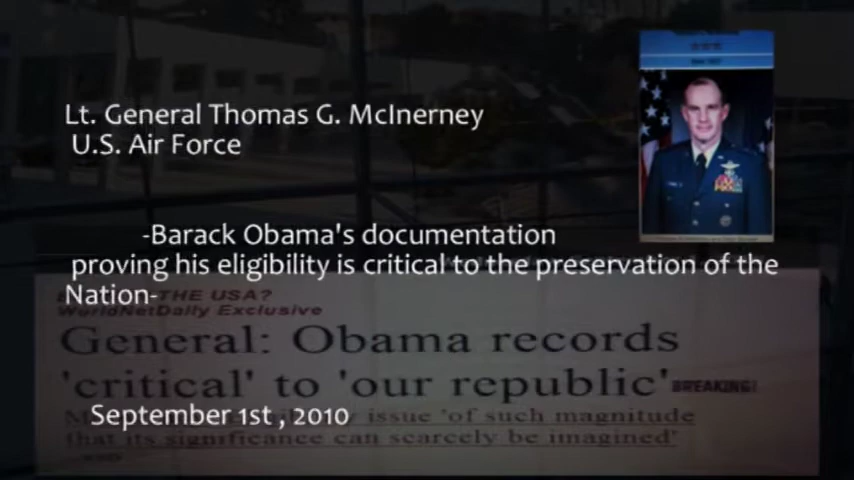 Lt. General Thomas G. McInerney
U.S. Air Force
-Barack Obama's documentation
proving his eligibility is critical to the preservation of the
Nation-
THE USA?
WorldNetDaily Exclusive
General: Obama records
'critical' to 'our republic' BREAKING!
September 1st , 2010
issue 'of such magnitude
that its significance can scarcely be imagined'